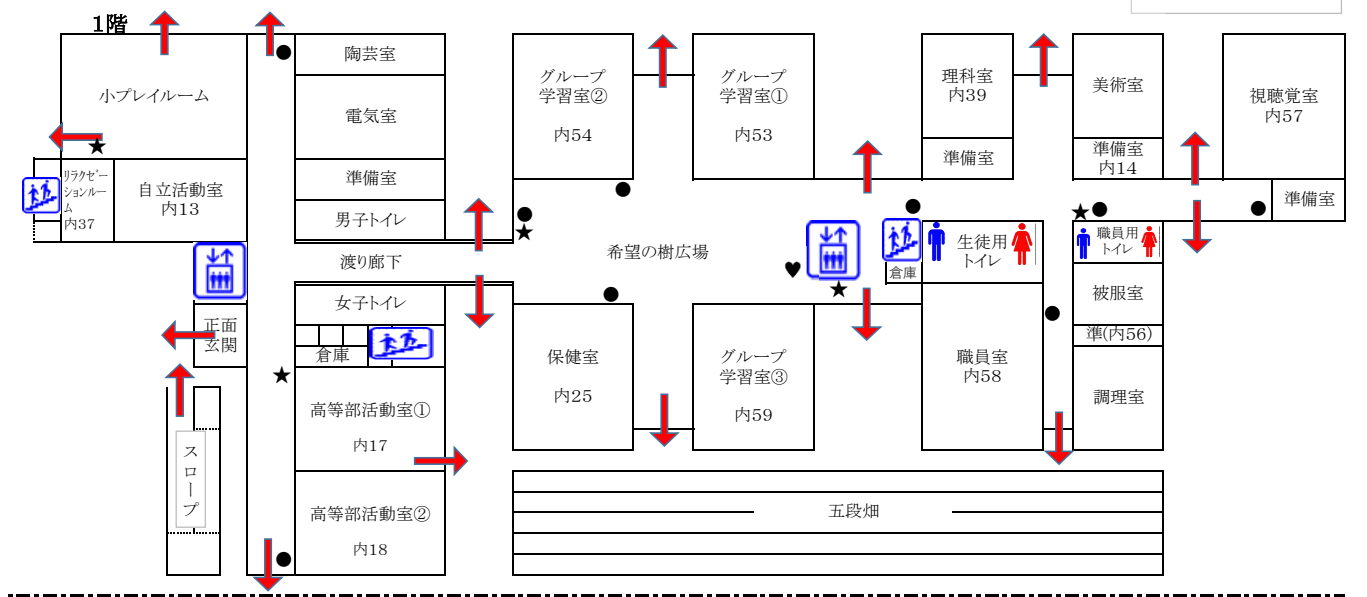 1階
小プレイルーム
リラクゼー
ションルー
ム
内37
自立活動室
内13
正面
玄関
スロープ
陶芸室
電気室
準備室
男子トイレ
渡り廊下
女子トイレ
倉庫
高等部活動室①
内17
高等部活動室②
内18
グループ
学習室②
内54
グループ
学習室①
内53
希望の樹広場
保健室
内25
グループ
学習室③
内59
理科室
内39
準備室
生徒用
トイレ
倉庫
職員室
内58
美術室
準備室
内14
職員用
トイレ
被服室
準(内56)
調理室
視聴覚室
内57
準備室
五段畑